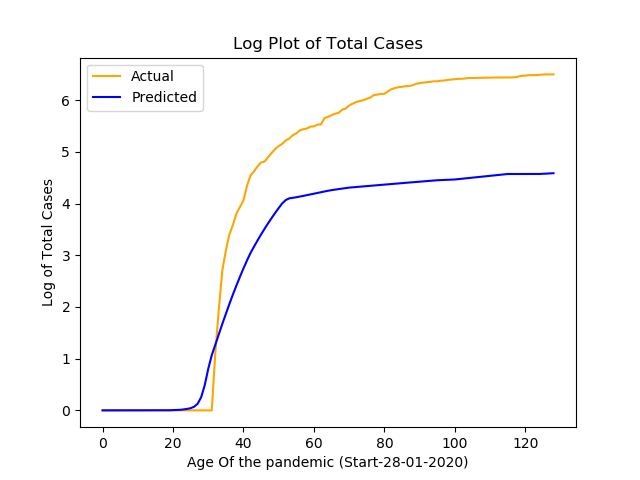 Log Plot of Total Cases
Actual
Predicted
Log of Total Cases
6
5
4
3
2
1
0
0 20 40 60 80 100 120
Age Of the pandemic (Start-28-01-2020)